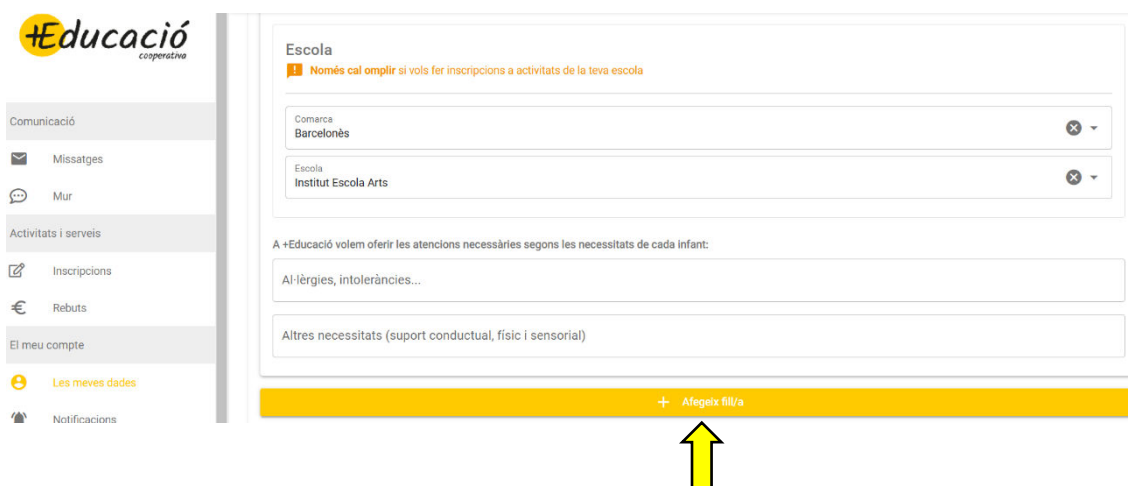 +Educació
cooperativa
Comunicació
Missatges
Mur
Activitats i serveis
Inscripcions
Rebuts
El meu compte
Les meves dades
Notificacions
Escola
Només cal omplir si vols fer inscripcions a activitats de la teva escola
Comarca
Barcelonès
Escola
Institut Escola Arts
A +Educació volem oferir les atencions necessàries segons les necessitats de cada infant:
Al·lèrgies, intoleràncies...
Altres necessitats (suport conductual, físic i sensorial)
+ Afegeix fill/a